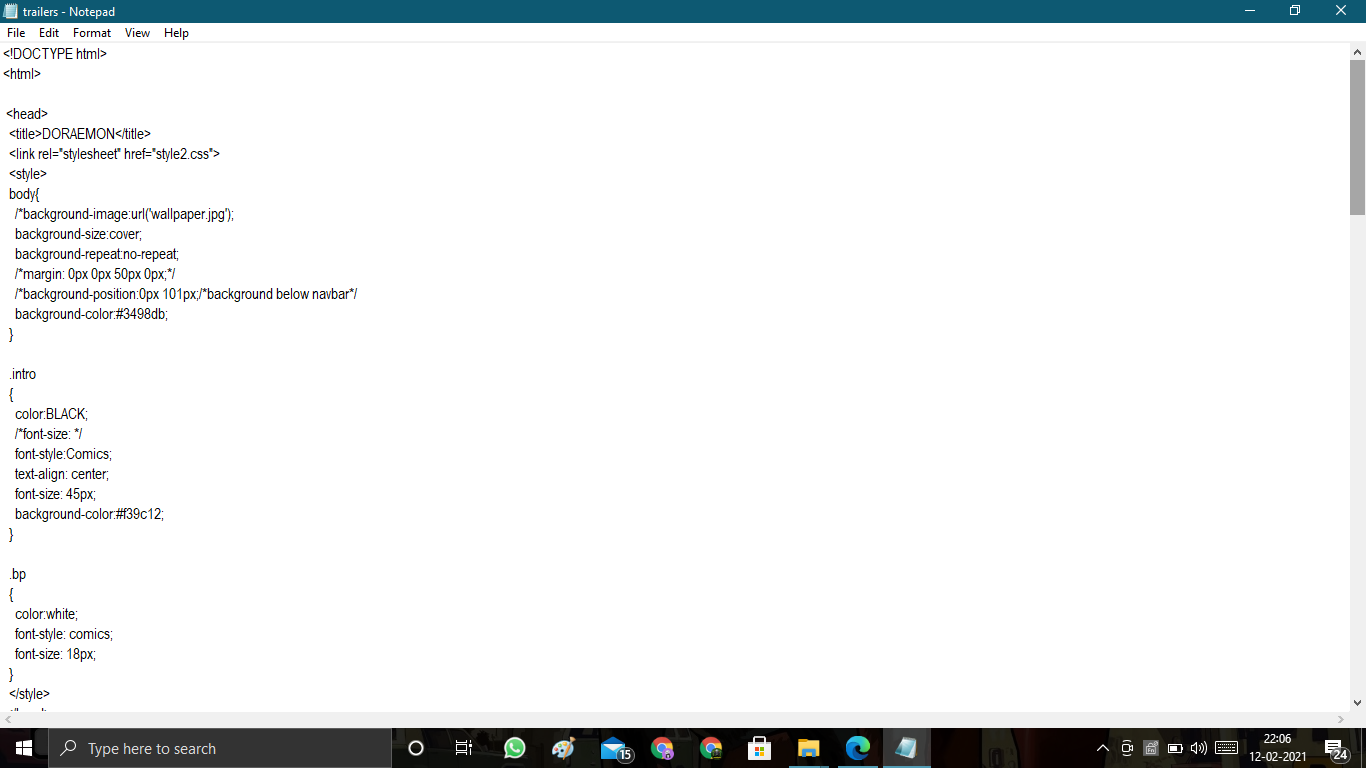 trailers - Notepad
File Edit Format View Help
<!DOCTYPE html>
<html>
<head>
<title>DORAEMON</title>
<link rel="stylesheet" href="style2.css">
<style>
body{
/*background-image:url('wallpaper.jpg');
background-size:cover;
background-repeat:no-repeat;
/*margin: 0px 0px 50px 0px;*/
/*background-position:0px 101px;/*background below navbar*/
background-color:#3498db;
}
.intro
{
color:BLACK;
/*font-size: */
font-style:Comics;
text-align: center;
font-size: 45px;
background-color:#f39c12;
}
.bp
{
color:white;
font-style: comics;
font-size: 18px;
}
</style>
Type here to search
15
22:06
12-02-2021
24